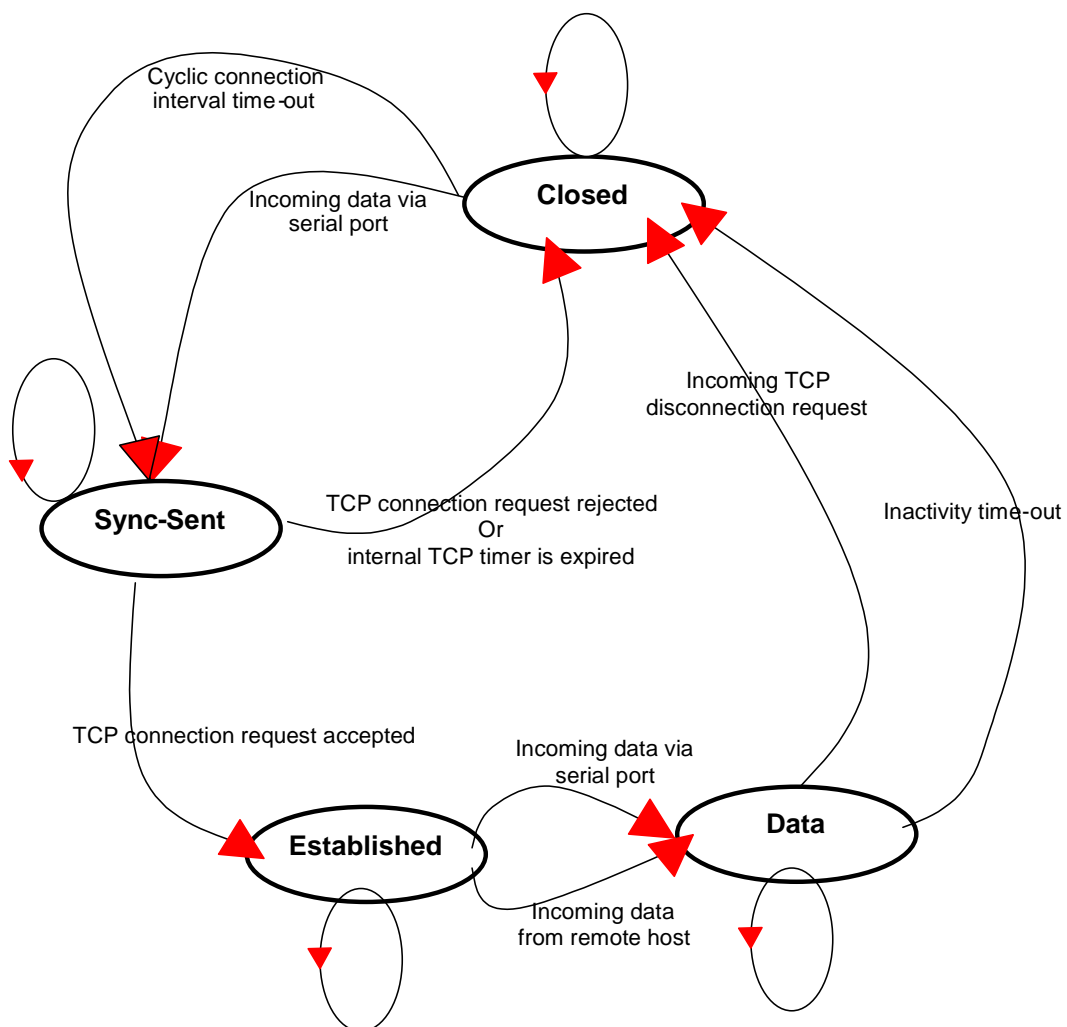 Cyclic connection
interval time-out
Closed
Incoming data via
serial port
Incoming TCP
disconnection request
Inactivity time-out
Sync-Sent
TCP connection request rejected
Or
internal TCP timer is expired
TCP connection request accepted
Incoming data via
serial port
Established
Data
Incoming data
from remote host